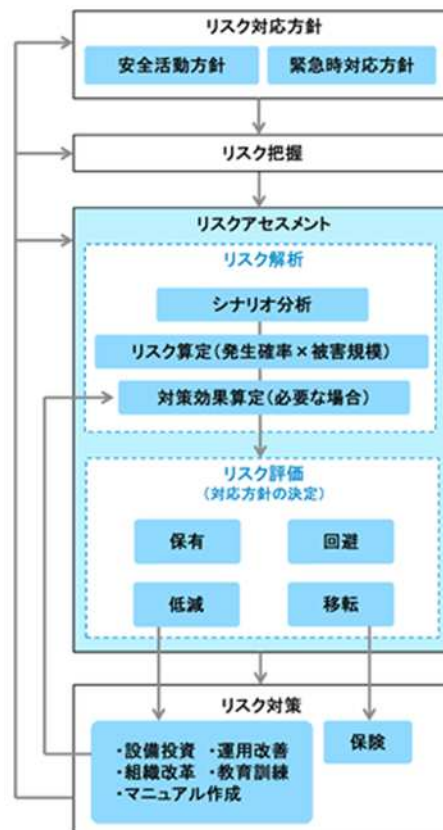 リスク対応方針
安全活動方針 緊急時対応方針
リスク把握
リスクアセスメント
リスク解析
シナリオ分析
リスク算定(発生確率×被害規模)
対策効果算定(必要な場合)
リスク評価
(対応方針の決定)
保有 回避
低減 移転
リスク対策
・設備投資 ・運用改善
・組織改革 ・教育訓練
・マニュアル作成
保険